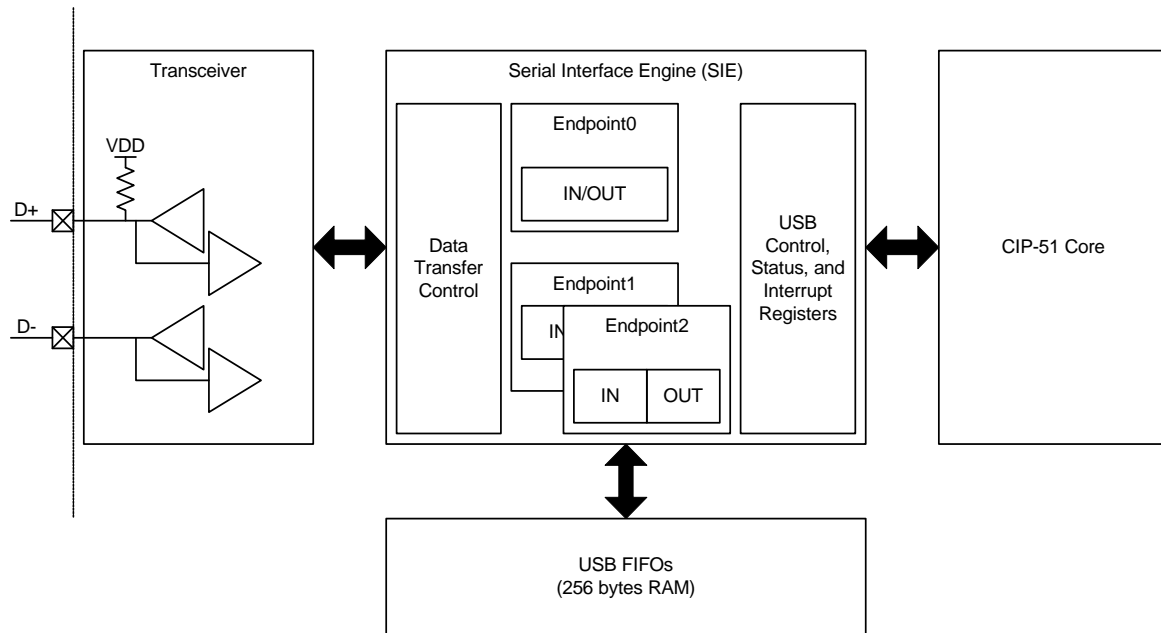 Transceiver
VDD
D+
D-
Serial Interface Engine (SIE)
Data
Transfer
Control
Endpoint0
IN/OUT
Endpoint1
IN
Endpoint2
IN
OUT
USB
Control,
Status, and
Interrupt
Registers
CIP-51 Core
USB FIFOs
(256 bytes RAM)